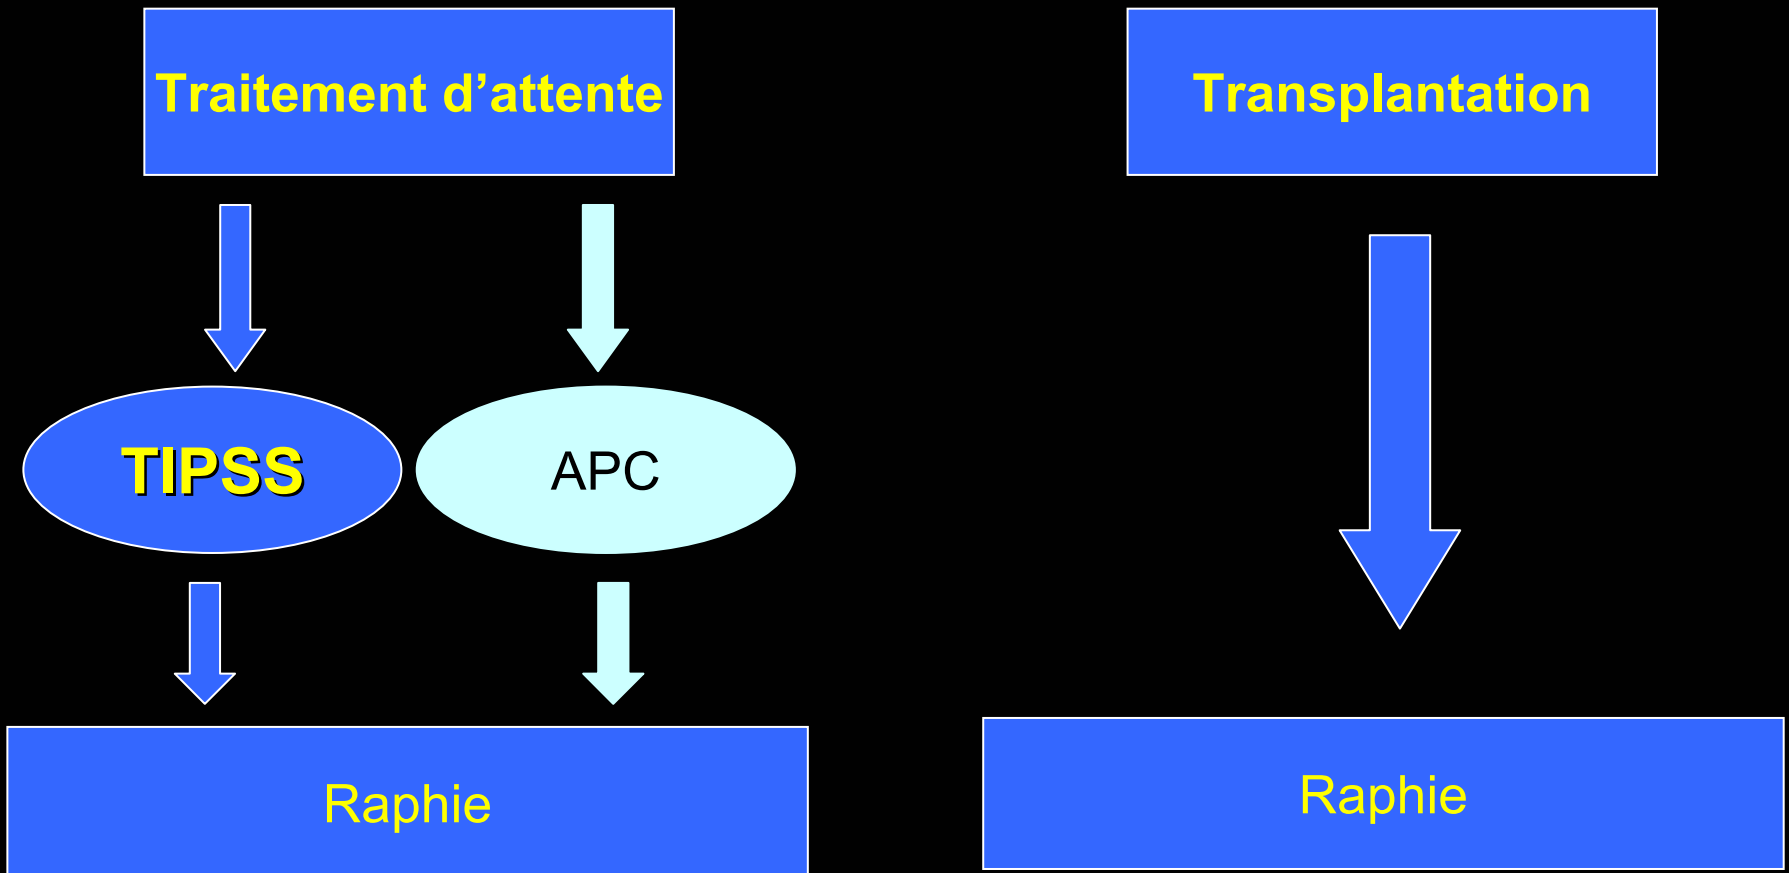 Traitement d’attente
Transplantation
TIPSS
APC
Raphie
Raphie